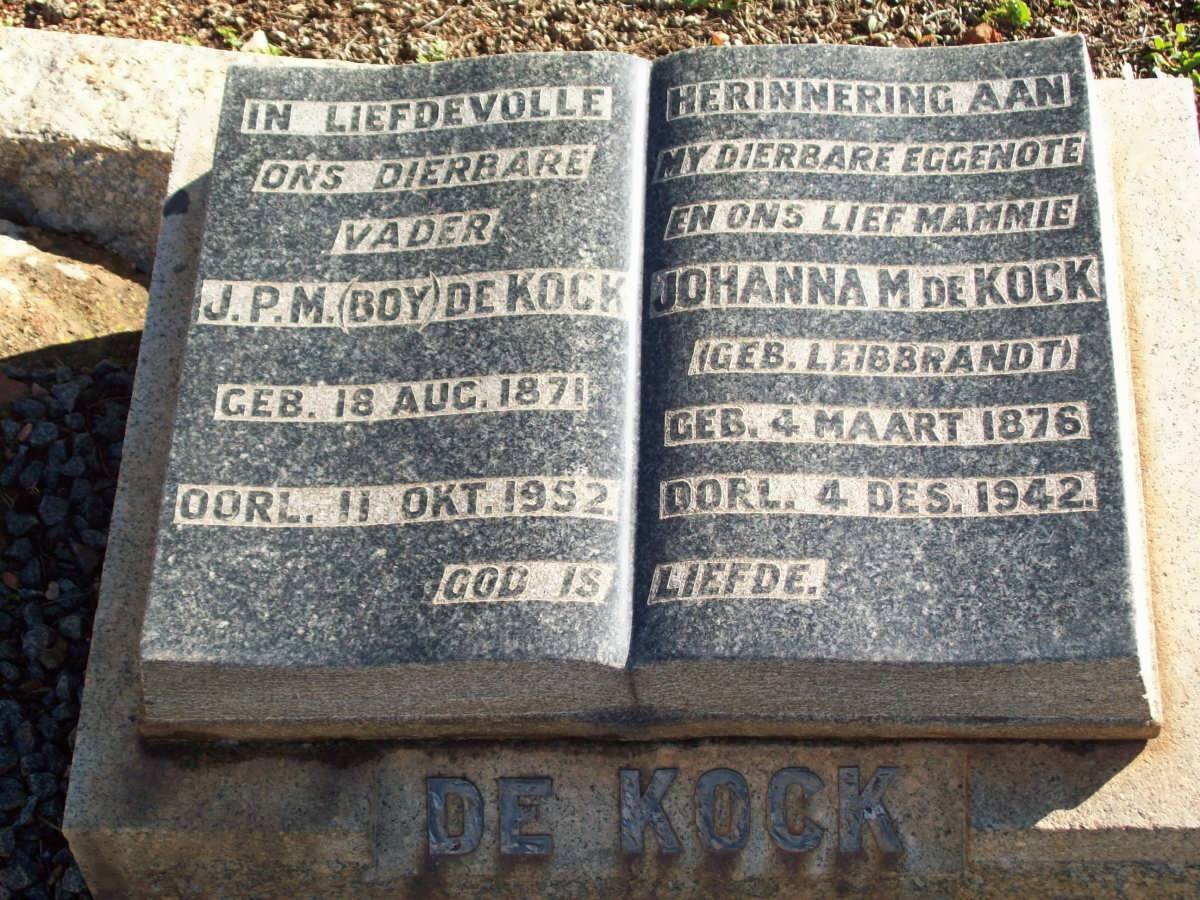 IN LIEFDEVOLLE HERINNERING AAN
ONS DIERBARE
VADER
J.P.M. (BOY) DE KOCK
GEB. 18 AUG. 1871
OORL. 11 OKT. 1952.
MY DIERBARE EGGENOTE
EN ONS LIEF MAMMIE
JOHANNA M DE KOCK
(GEB. LEIBBRANDT)
GEB. 4 MAART 1876
OORL. 4 DES. 1942.
GOD IS LIEFDE.
DE KOCK